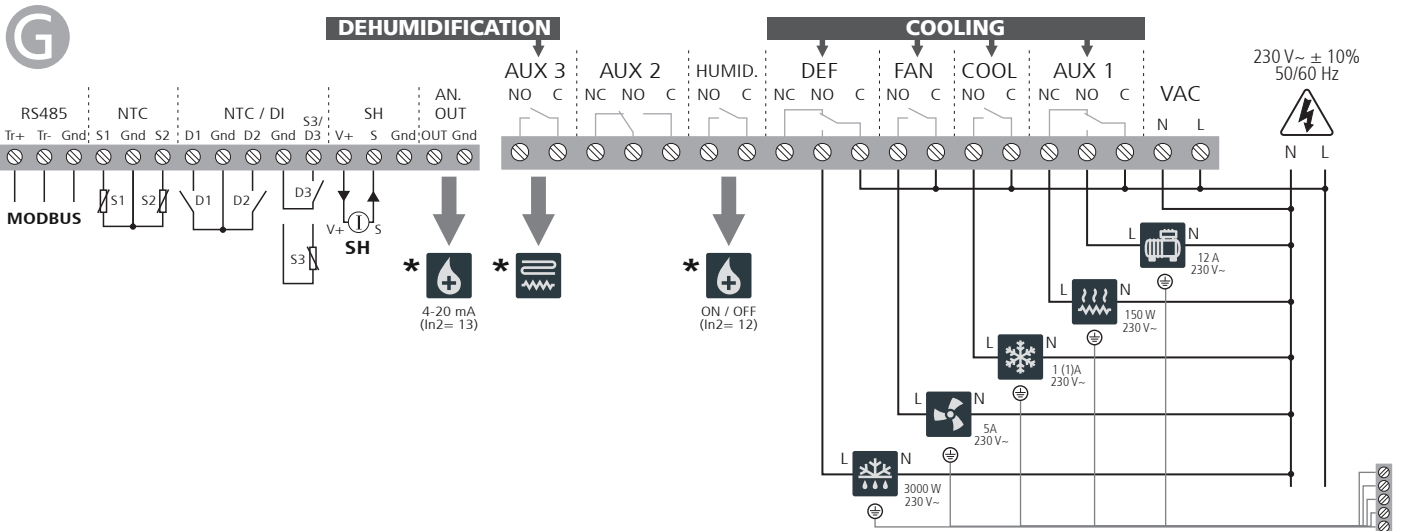 G
DEHUMIDIFICATION
COOLING
230 V~ ± 10%
50/60 Hz
AUX 3
AUX 2
HUMID.
DEF
FAN
COOL
AUX 1
VAC
RS485
NTC
NTC / DI
SH
AN.
OUT
NO C
NC NO C
NO C
NC NO C
NO C
NO C
NC NO C
N L
N L
Tr+ Tr- Gnd S1 Gnd S2 D1 Gnd D2 Gnd S3/
D3 V+ S Gnd OUT Gnd
MODBUS
S1 S2
D1 D2
D3
S3
V+ S
SH
*
4-20 mA
(In2= 13)
*
*
ON / OFF
(In2= 12)
L N
12 A
230 V~
L N
150 W
230 V~
L N
1 (1)A
230 V~
L N
5A
230 V~
L N
3000 W
230 V~